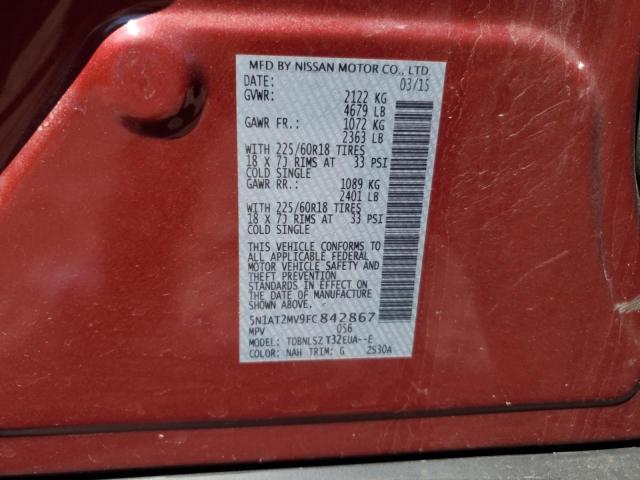 MFD BY NISSAN MOTOR CO., LTD.
DATE: 03/15
GVWR: 2122 KG
4679 LB
GAWR FR.: 1072 KG
2363 LB
WITH 225/60R18 TIRES
18 X 7J RIMS AT 33 PSI
COLD SINGLE
GAWR RR.: 1089 KG
2401 LB
WITH 225/60R18 TIRES
18 X 7J RIMS AT 33 PSI
COLD SINGLE
THIS VEHICLE CONFORMS TO
ALL APPLICABLE FEDERAL
MOTOR VEHICLE SAFETY AND
THEFT PREVENTION
STANDARDS IN EFFECT ON
THE DATE OF MANUFACTURE
SHOWN ABOVE.
5N1AT2MV9FC842867
MPV 056
MODEL: TDBNLSZ T32EUA--E
COLOR: NAH TRIM: G 2S30A